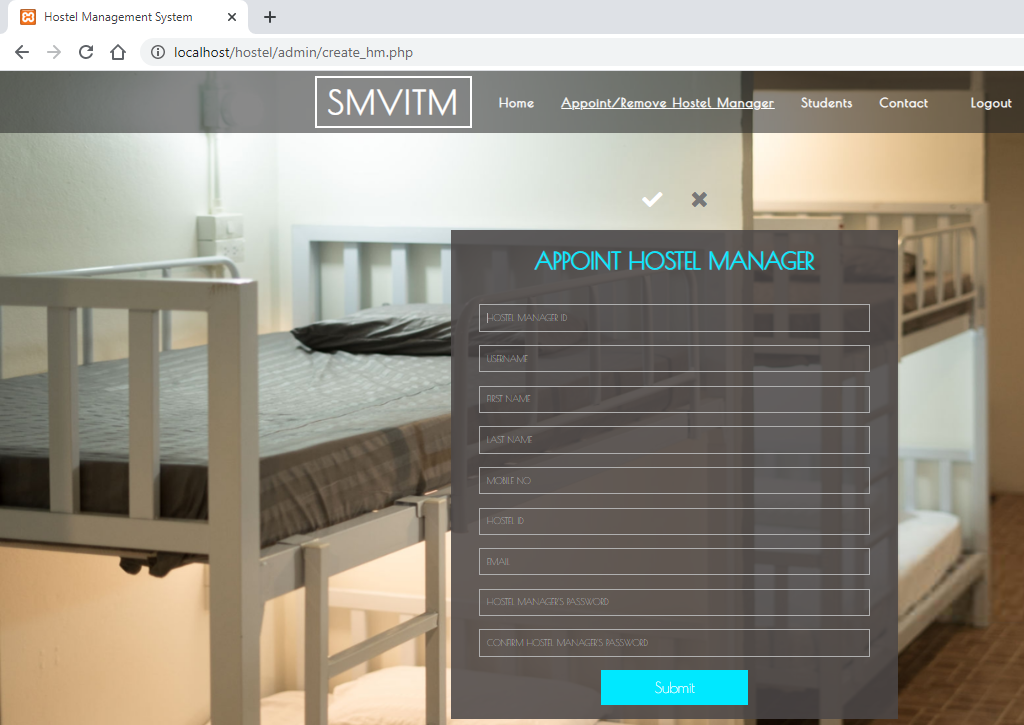 Hostel Management System
localhost/hostel/admin/create_hm.php
SMVITM
Home
Appoint/Remove Hostel Manager
Students
Contact
Logout
APPOINT HOSTEL MANAGER
HOSTEL MANAGER ID
USERNAME
FIRST NAME
LAST NAME
MOBILE NO
HOSTEL ID
EMAIL
HOSTEL MANAGER'S PASSWORD
CONFIRM HOSTEL MANAGER'S PASSWORD
Submit